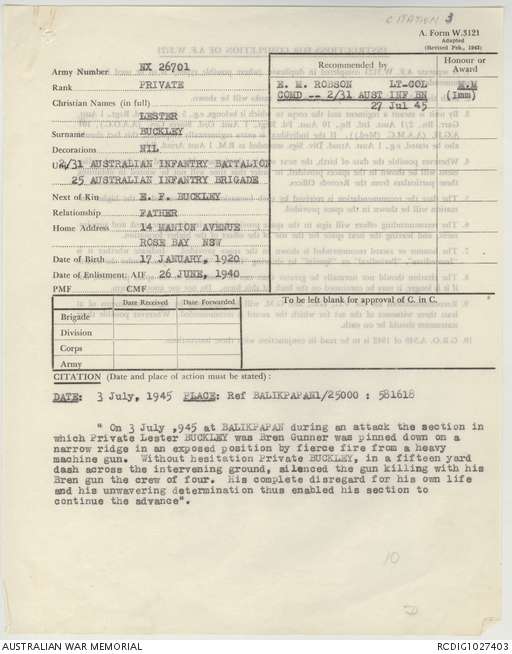 CITATION 3
A. Form W.3121
Adapted
(Revised Feb., 1943)
Army Number NX 26701
Rank PRIVATE
Christian Names (in full) LESTER
Surname BUCKLEY
Decorations NIL
Unit 2/31 AUSTRALIAN INFANTRY BATTALION
25 AUSTRALIAN INFANTRY BRIGADE
Next of Kin E. F. BUCKLEY
Relationship FATHER
Home Address 14 MANION AVENUE
ROSE BAY NSW
Date of Birth 17 JANUARY, 1920
Date of Enlistment: AIF 26 JUNE, 1940
PMF CMF
Recommended by
Honour or Award
E. M. ROBSON LT-COL M.M
COMD -- 2/31 AUST INF BN (Imm)
27 Jul 45
Date Received Date Forwarded
Brigade
Division
Corps
Army
To be left blank for approval of C. in C.
CITATION (Date and place of action must be stated) :
DATE: 3 July, 1945 PLACE: Ref BALIKPAPAN1/25000 : 581618
" On 3 July ,945 at BALIKPAPAN during an attack the section in
which Private Lester BUCKLEY was Bren Gunner was pinned down on a
narrow ridge in an exposed position by fierce fire from a heavy
machine gun. Without hesitation Private BUCKLEY, in a fifteen yard
dash across the intervening ground, silenced the gun killing with his
Bren gun the crew of four. His complete disregard for his own life
and his unwavering determination thus enabled his section to
continue the advance".
10
AUSTRALIAN WAR MEMORIAL RCDIG1027403